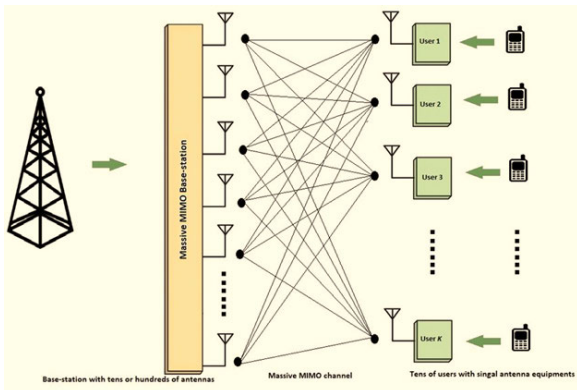 Massive MIMO Base-station
User 1
User 2
User 3
User K
Base-station with tens or hundreds of antennas
Massive MIMO channel
Tens of users with singal antenna equipments